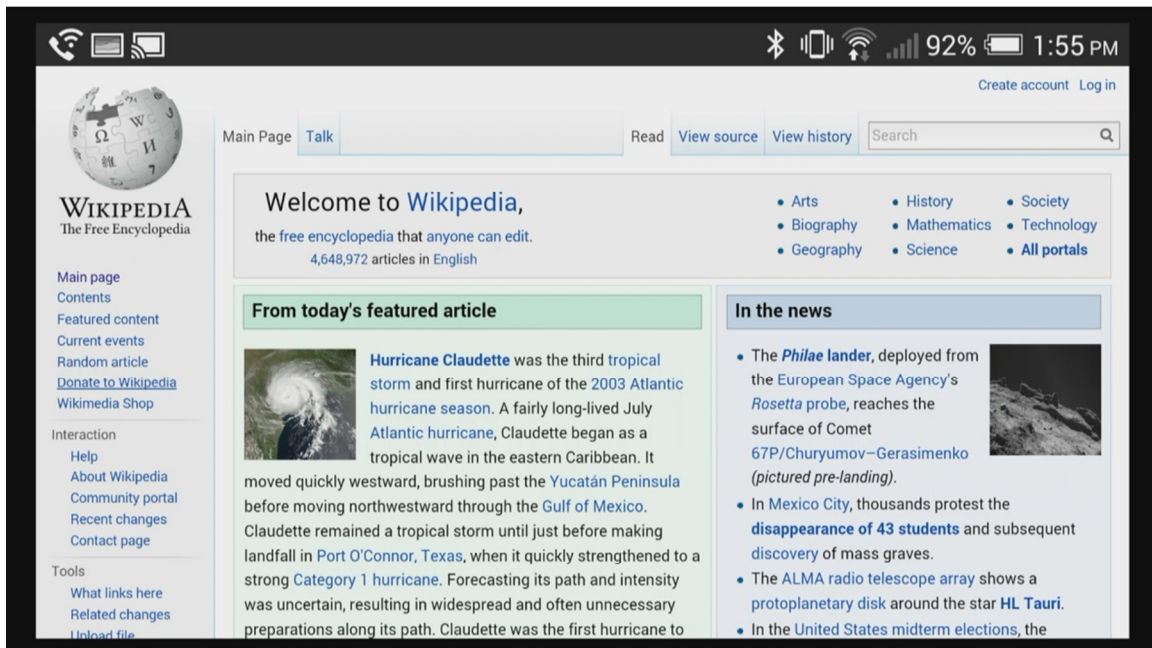 92% 1:55 PM
Create account Log in
Main Page Talk Read View source View history Search
WIKIPEDIA
The Free Encyclopedia
Main page
Contents
Featured content
Current events
Random article
Donate to Wikipedia
Wikimedia Shop
Interaction
Help
About Wikipedia
Community portal
Recent changes
Contact page
Tools
What links here
Related changes
Upload file
Welcome to Wikipedia,
the free encyclopedia that anyone can edit.
4,648,972 articles in English
• Arts
• Biography
• Geography
• History
• Mathematics
• Science
• Society
• Technology
• All portals
From today's featured article
Hurricane Claudette was the third tropical
storm and first hurricane of the 2003 Atlantic
hurricane season. A fairly long-lived July
Atlantic hurricane, Claudette began as a
tropical wave in the eastern Caribbean. It
moved quickly westward, brushing past the Yucatán Peninsula
before moving northwestward through the Gulf of Mexico.
Claudette remained a tropical storm until just before making
landfall in Port O'Connor, Texas, when it quickly strengthened to a
strong Category 1 hurricane. Forecasting its path and intensity
was uncertain, resulting in widespread and often unnecessary
preparations along its path. Claudette was the first hurricane to
In the news
• The Philae lander, deployed from
the European Space Agency's
Rosetta probe, reaches the
surface of Comet
67P/Churyumov–Gerasimenko
(pictured pre-landing).
• In Mexico City, thousands protest the
disappearance of 43 students and subsequent
discovery of mass graves.
• The ALMA radio telescope array shows a
protoplanetary disk around the star HL Tauri.
• In the United States midterm elections, the